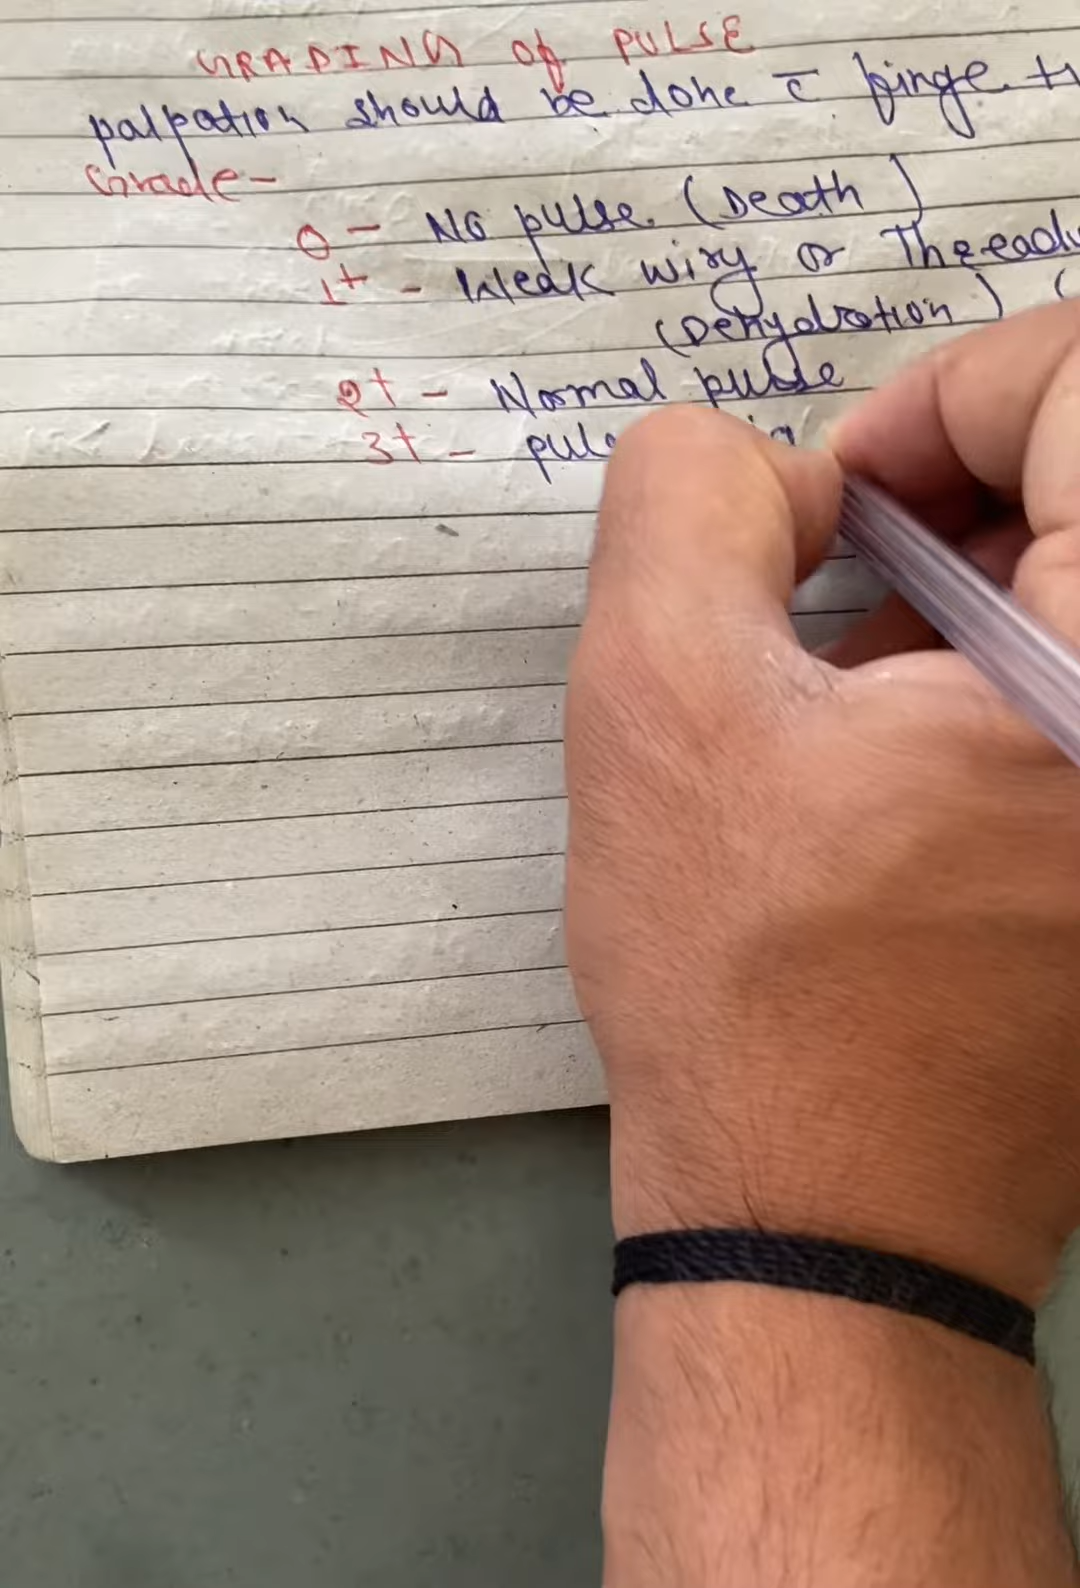 GRADING OF PULSE
palpation should be done c̄ finge
Grade-
0 - NO pulse. (Death)
1+ - Weak wiry or Thready
(Dehydration) (
2+ - Normal pulse
3+ -